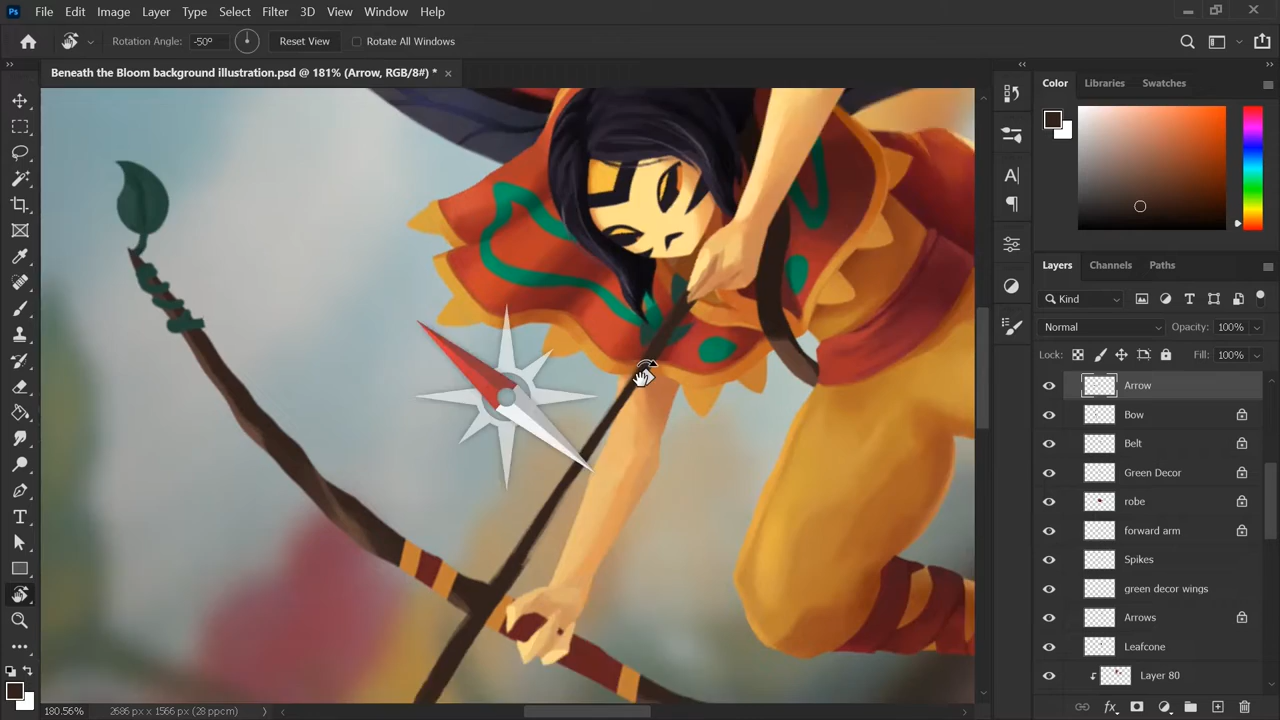 Ps File Edit Image Layer Type Select Filter 3D View Window Help
Rotation Angle: -50° Reset View Rotate All Windows
Beneath the Bloom background illustration.psd @ 181% (Arrow, RGB/8#) * ×
Color Libraries Swatches
Layers Channels Paths
Kind
Normal Opacity: 100%
Lock: Fill: 100%
Arrow
Bow
Belt
Green Decor
robe
forward arm
Spikes
green decor wings
Arrows
Leafcone
Layer 80
180.56% 2686 px x 1566 px (28 ppcm)